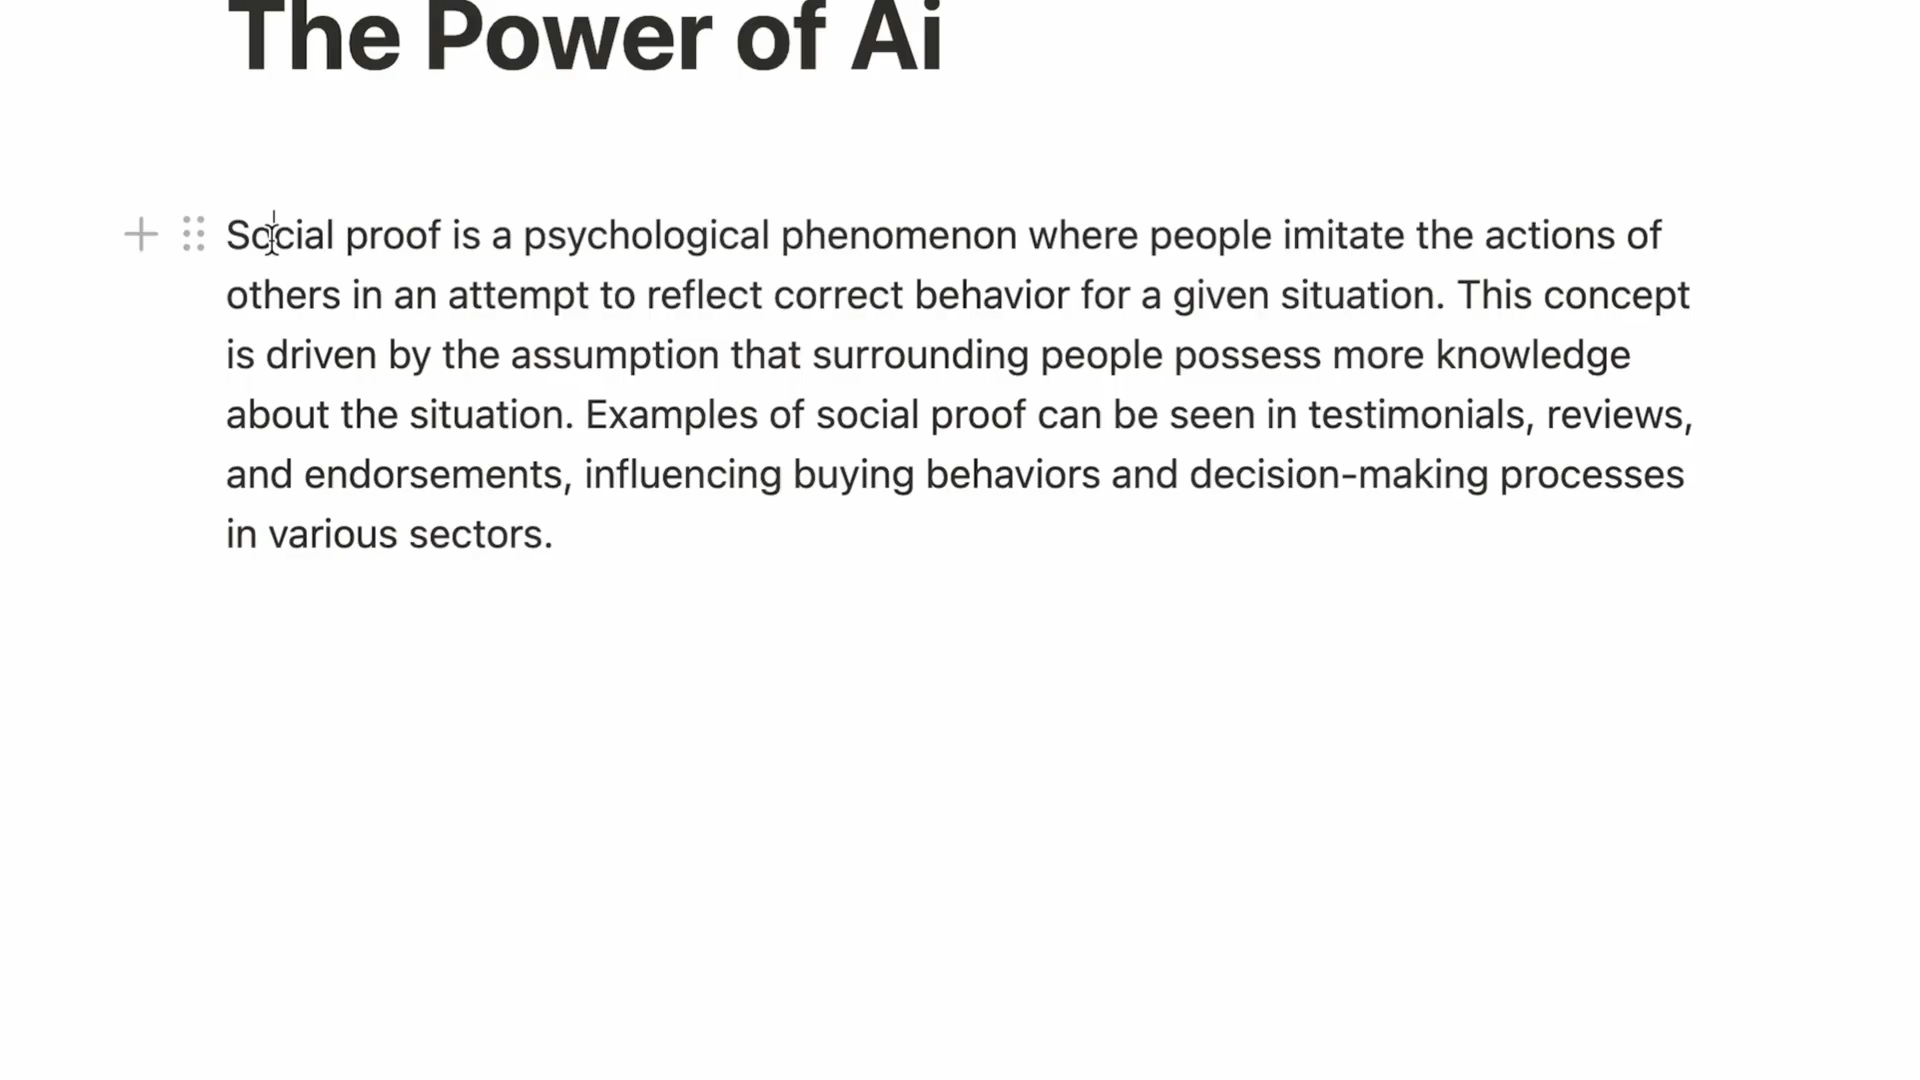 The Power of Ai
Social proof is a psychological phenomenon where people imitate the actions of
others in an attempt to reflect correct behavior for a given situation. This concept
is driven by the assumption that surrounding people possess more knowledge
about the situation. Examples of social proof can be seen in testimonials, reviews,
and endorsements, influencing buying behaviors and decision-making processes
in various sectors.